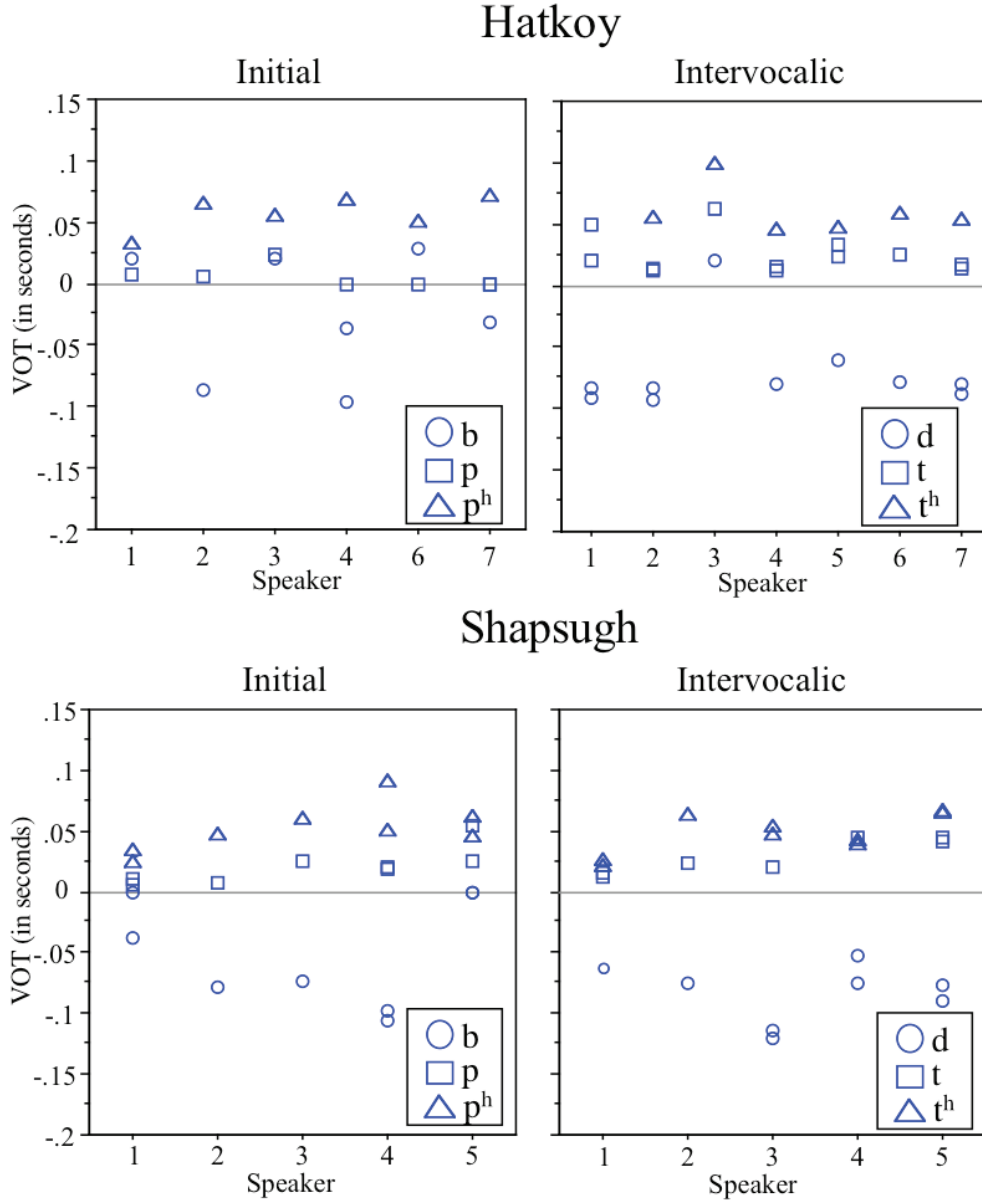 Hatkoy
Initial
Intervocalic
VOT (in seconds)
.15
.1
.05
0
-.05
-.1
-.15
-.2
b
p
pʰ
1 2 3 4 6 7
Speaker
d
t
tʰ
1 2 3 4 5 6 7
Speaker
Shapsugh
Initial
Intervocalic
VOT (in seconds)
.15
.1
.05
0
-.05
-.1
-.15
-.2
b
p
pʰ
1 2 3 4 5
Speaker
d
t
tʰ
1 2 3 4 5
Speaker